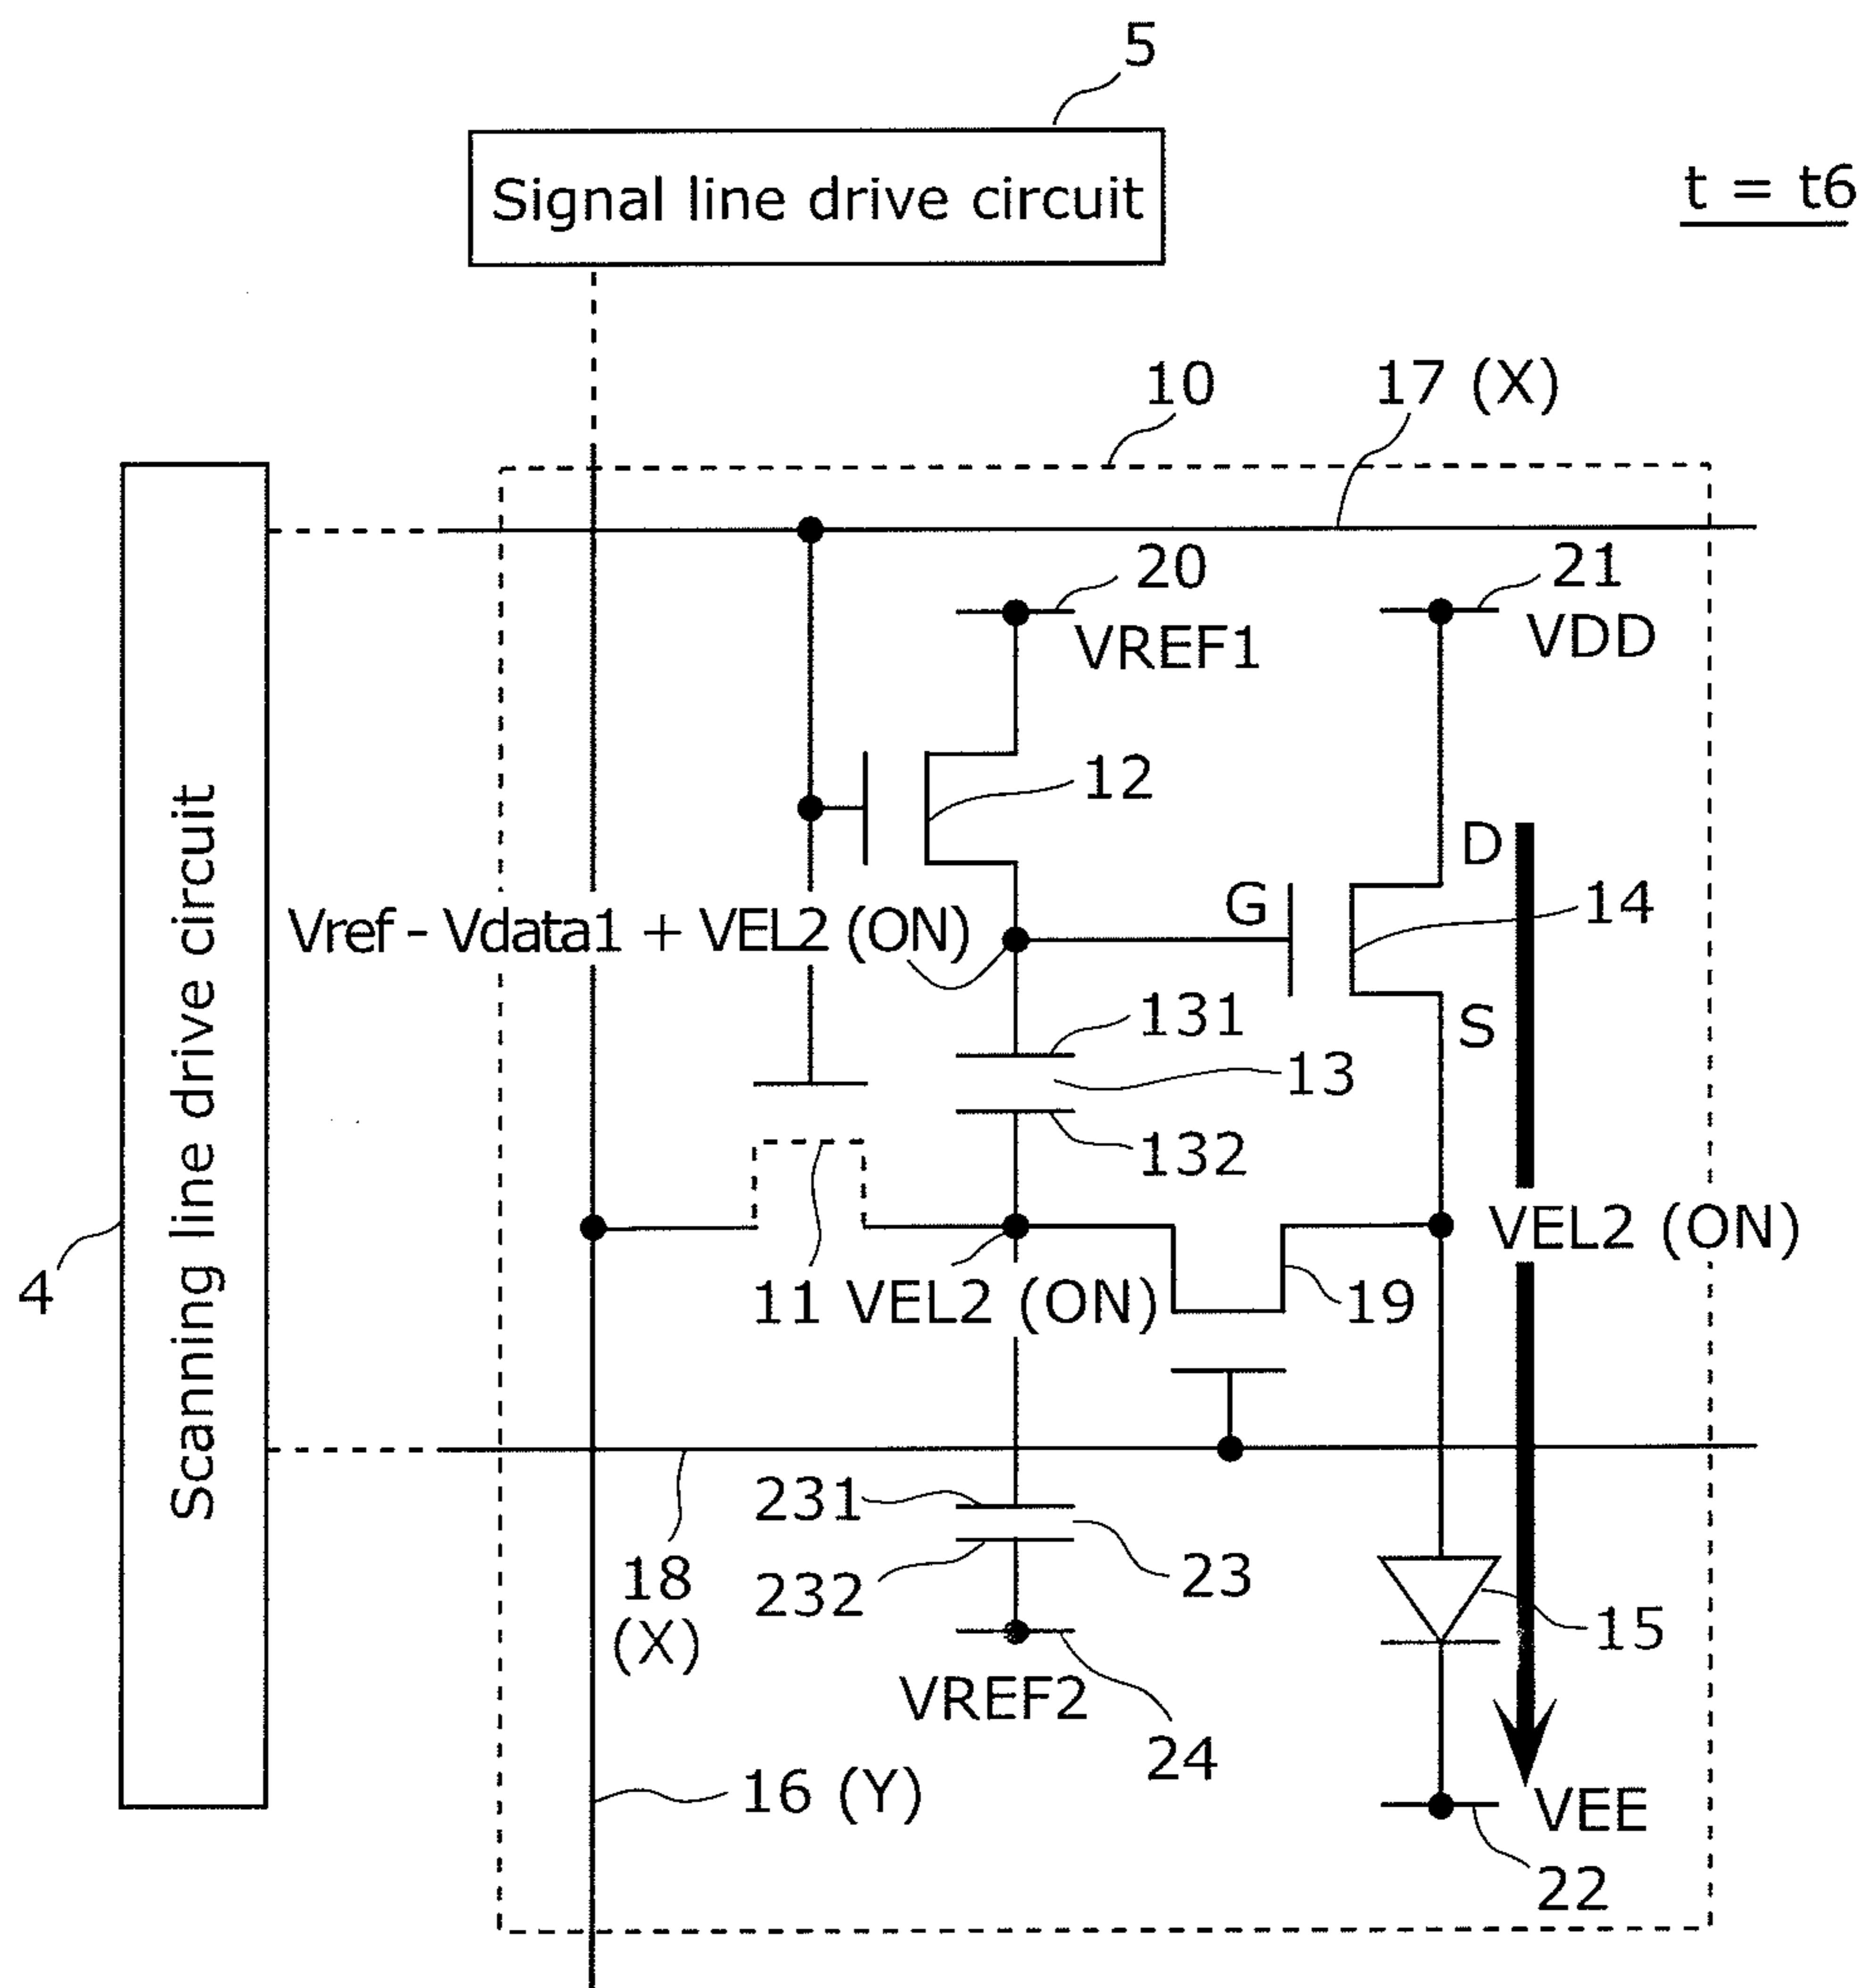 5
Signal line drive circuit
t = t6
10
17 (X)
20
VREF1
21
VDD
12
D
G
14
Vref - Vdata1 + VEL2 (ON)
S
131
13
132
Scanning line drive circuit
4
11
VEL2 (ON)
VEL2 (ON)
19
231
232
23
18
(X)
15
VREF2
24
16 (Y)
VEE
22